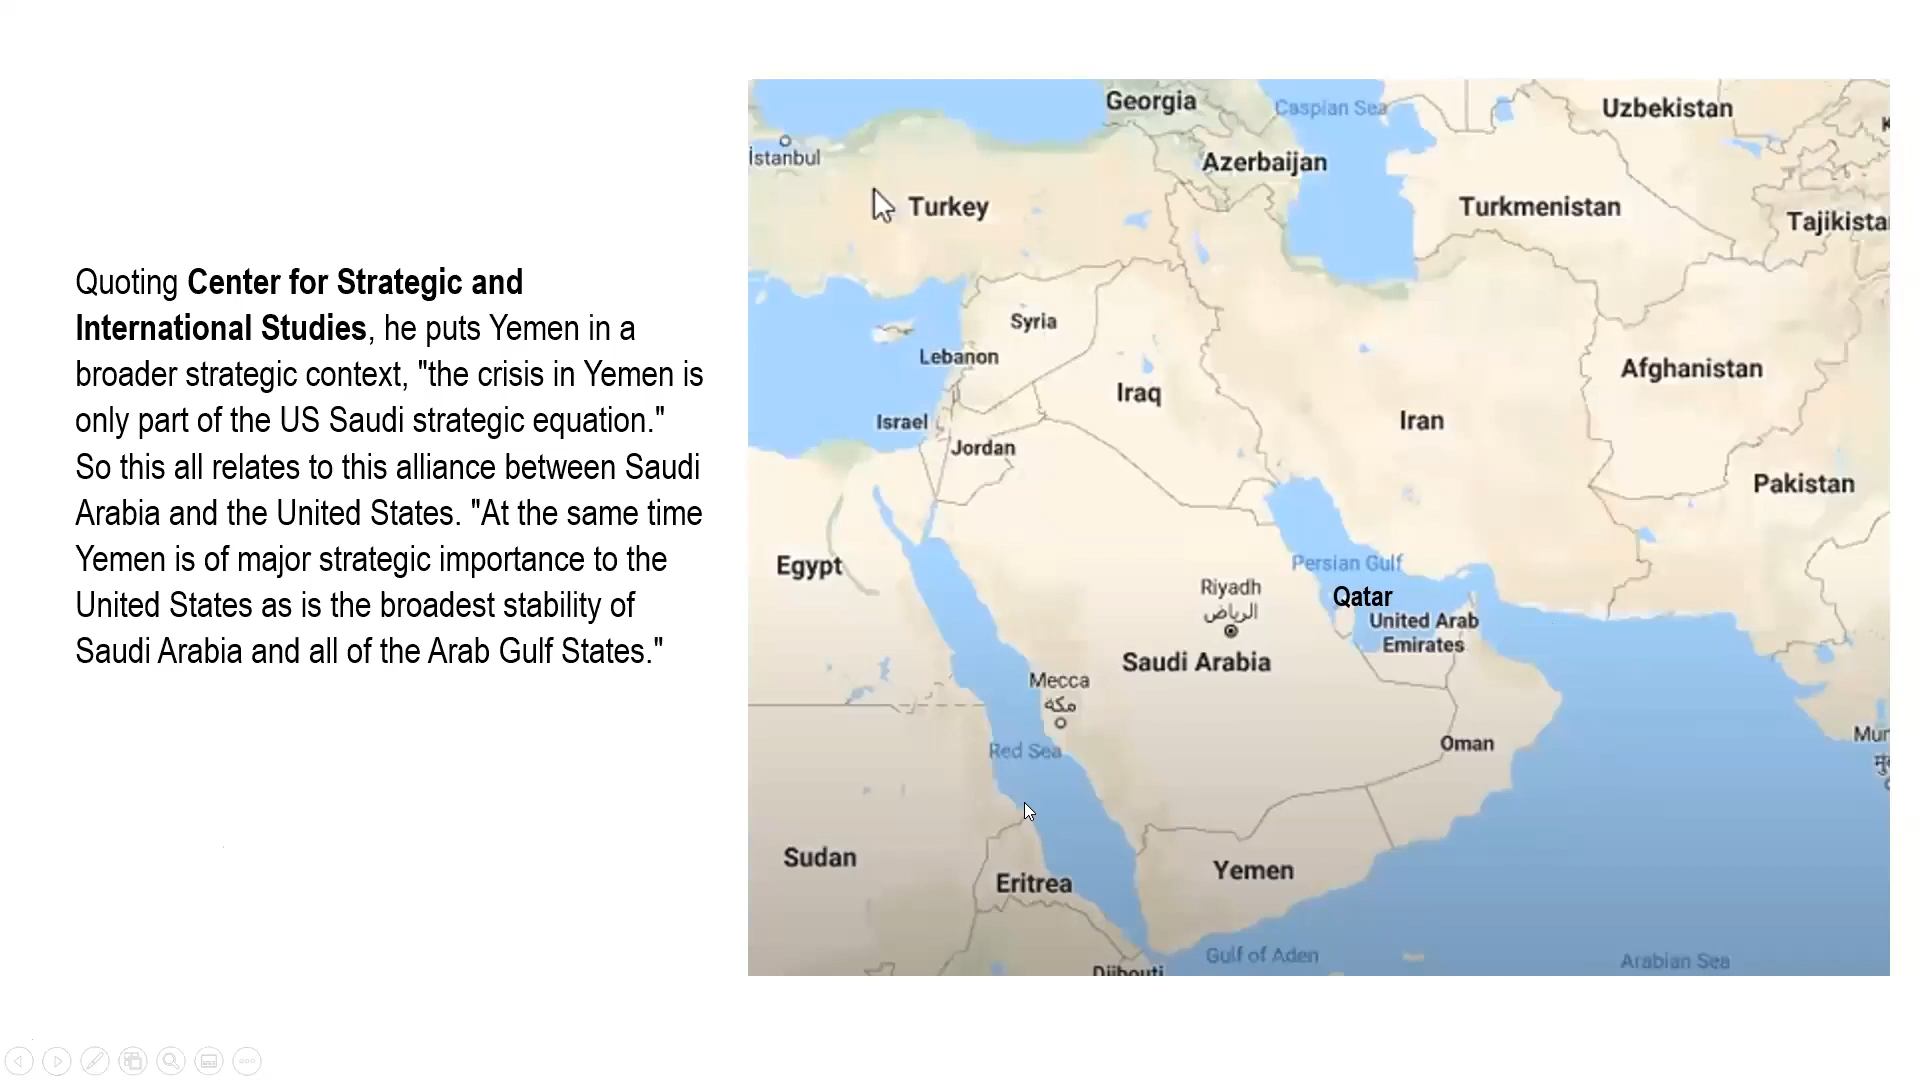 Quoting Center for Strategic and
International Studies, he puts Yemen in a
broader strategic context, "the crisis in Yemen is
only part of the US Saudi strategic equation."
So this all relates to this alliance between Saudi
Arabia and the United States. "At the same time
Yemen is of major strategic importance to the
United States as is the broadest stability of
Saudi Arabia and all of the Arab Gulf States."
Georgia
Caspian Sea
Uzbekistan
İstanbul
Azerbaijan
Turkey
Turkmenistan
Tajikista
Syria
Lebanon
Afghanistan
Iraq
Iran
Israel
Jordan
Pakistan
Egypt
Persian Gulf
Riyadh
الرياض
Qatar
United Arab
Emirates
Saudi Arabia
Mecca
مكة
Red Sea
Oman
Mum
Sudan
Eritrea
Yemen
Gulf of Aden
Arabian Sea
Djibouti